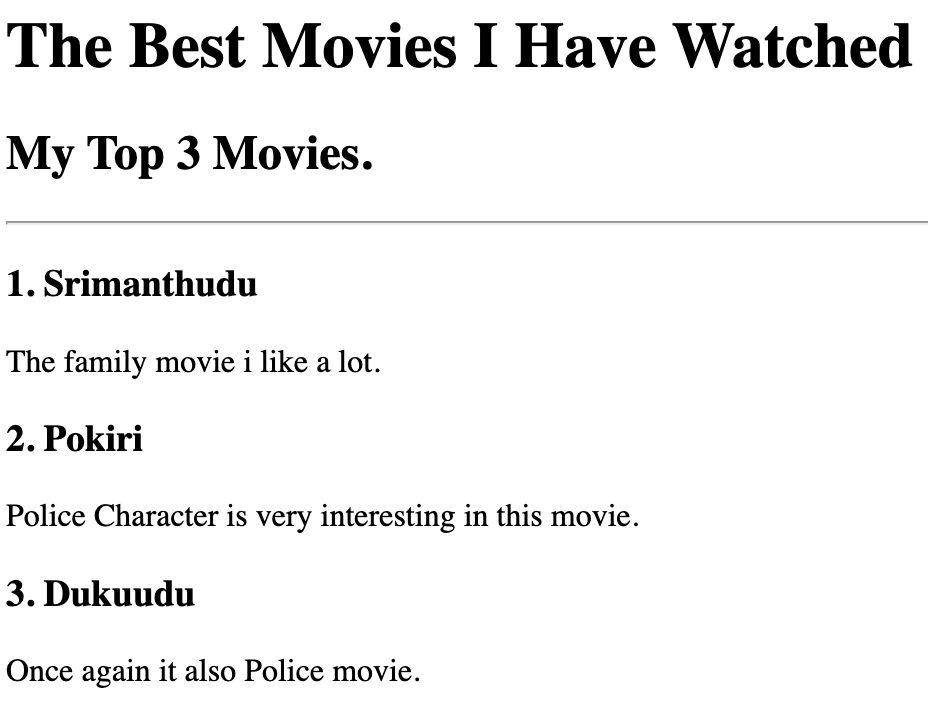 The Best Movies I Have Watched
My Top 3 Movies.
1. Srimanthudu
The family movie i like a lot.
2. Pokiri
Police Character is very interesting in this movie.
3. Dukuudu
Once again it also Police movie.